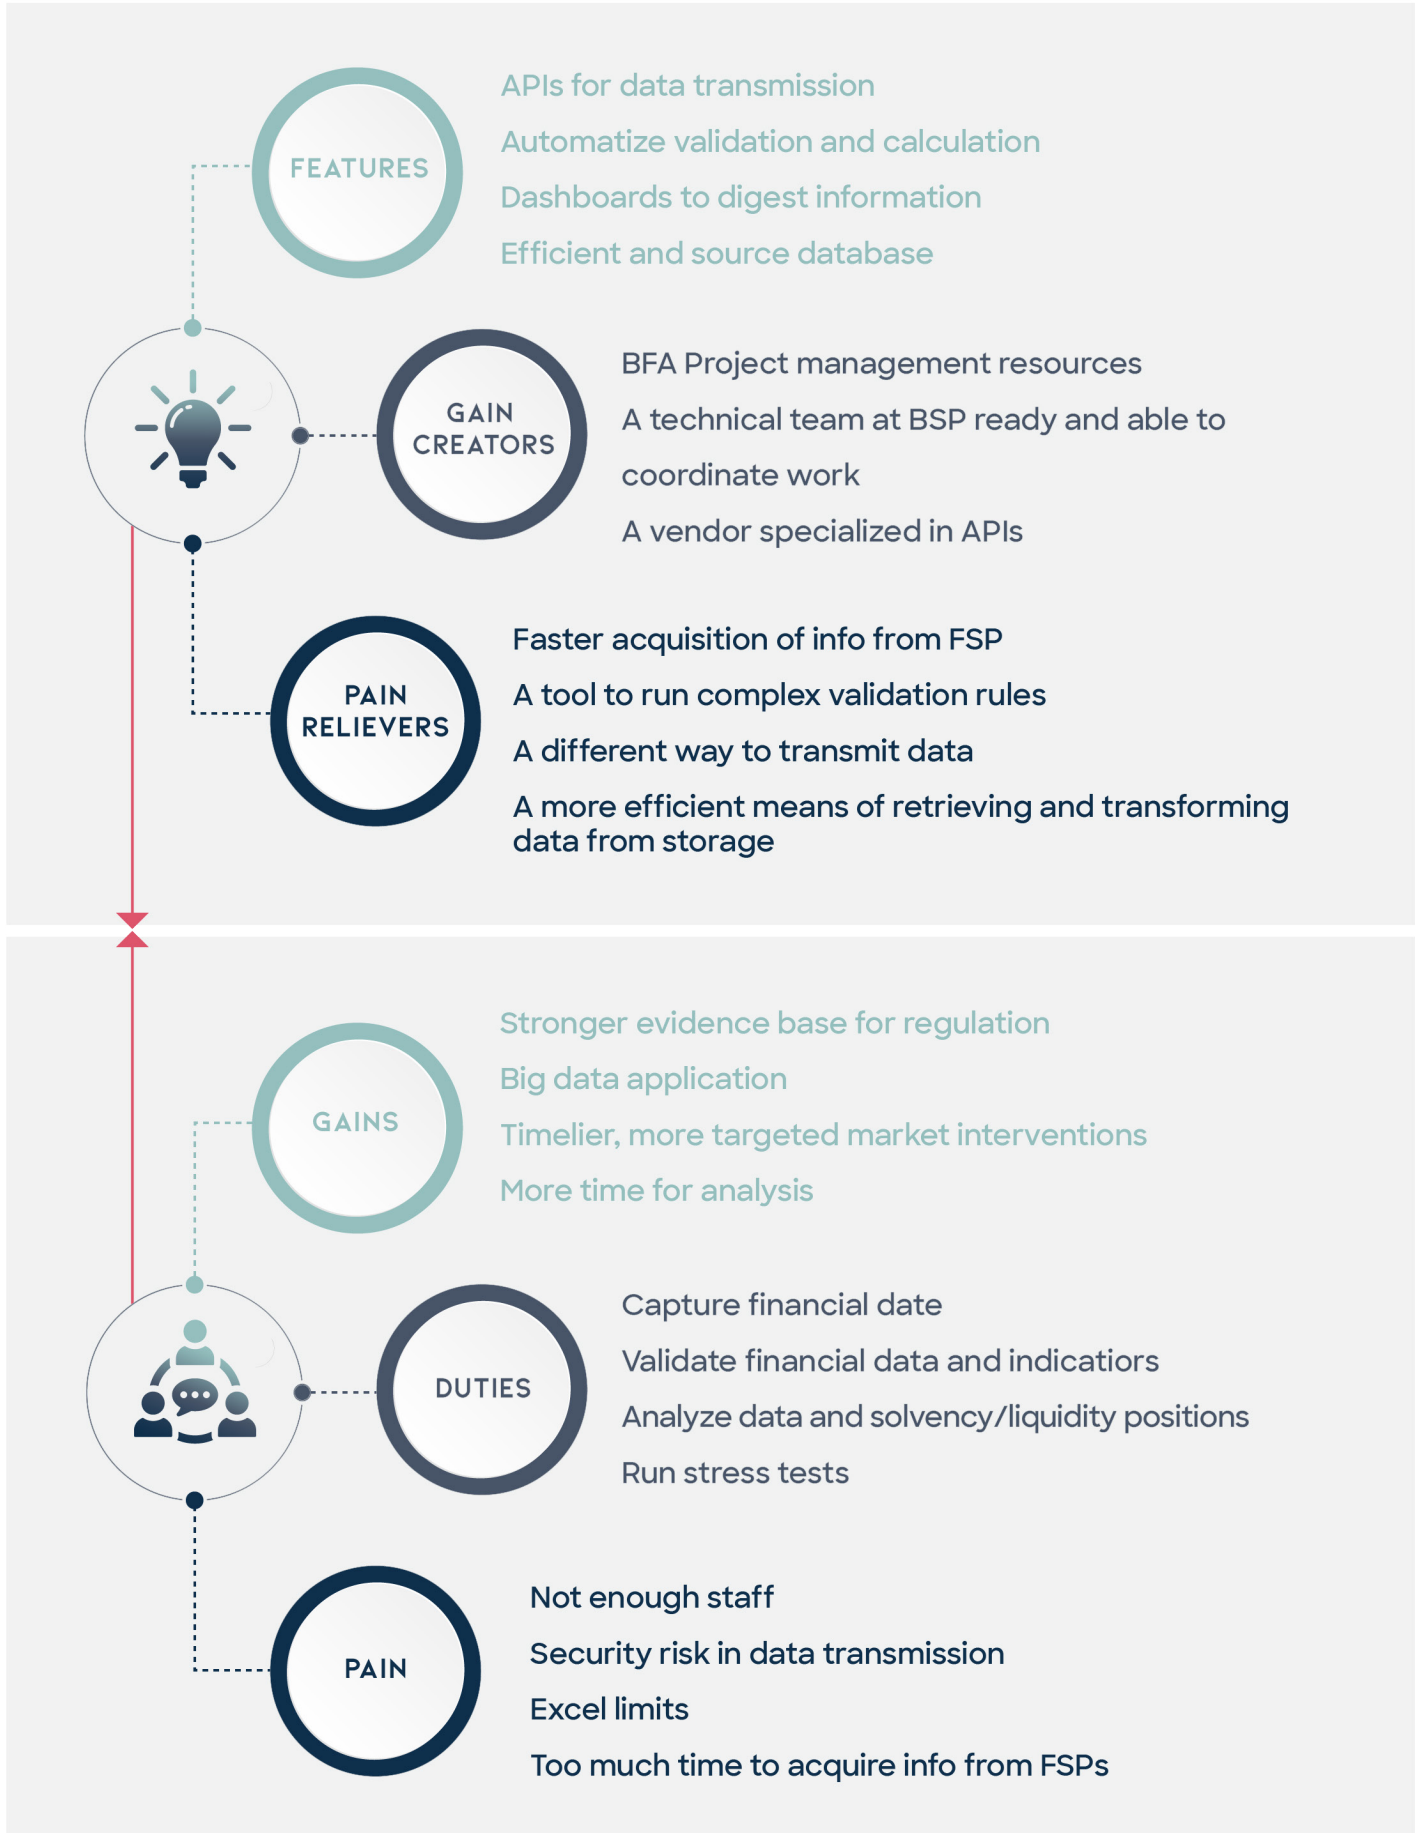 FEATURES
APIs for data transmission
Automatize validation and calculation
Dashboards to digest information
Efficient and source database
GAIN
CREATORS
BFA Project management resources
A technical team at BSP ready and able to
coordinate work
A vendor specialized in APIs
PAIN
RELIEVERS
Faster acquisition of info from FSP
A tool to run complex validation rules
A different way to transmit data
A more efficient means of retrieving and transforming
data from storage
GAINS
Stronger evidence base for regulation
Big data application
Timelier, more targeted market interventions
More time for analysis
DUTIES
Capture financial date
Validate financial data and indicatiors
Analyze data and solvency/liquidity positions
Run stress tests
PAIN
Not enough staff
Security risk in data transmission
Excel limits
Too much time to acquire info from FSPs